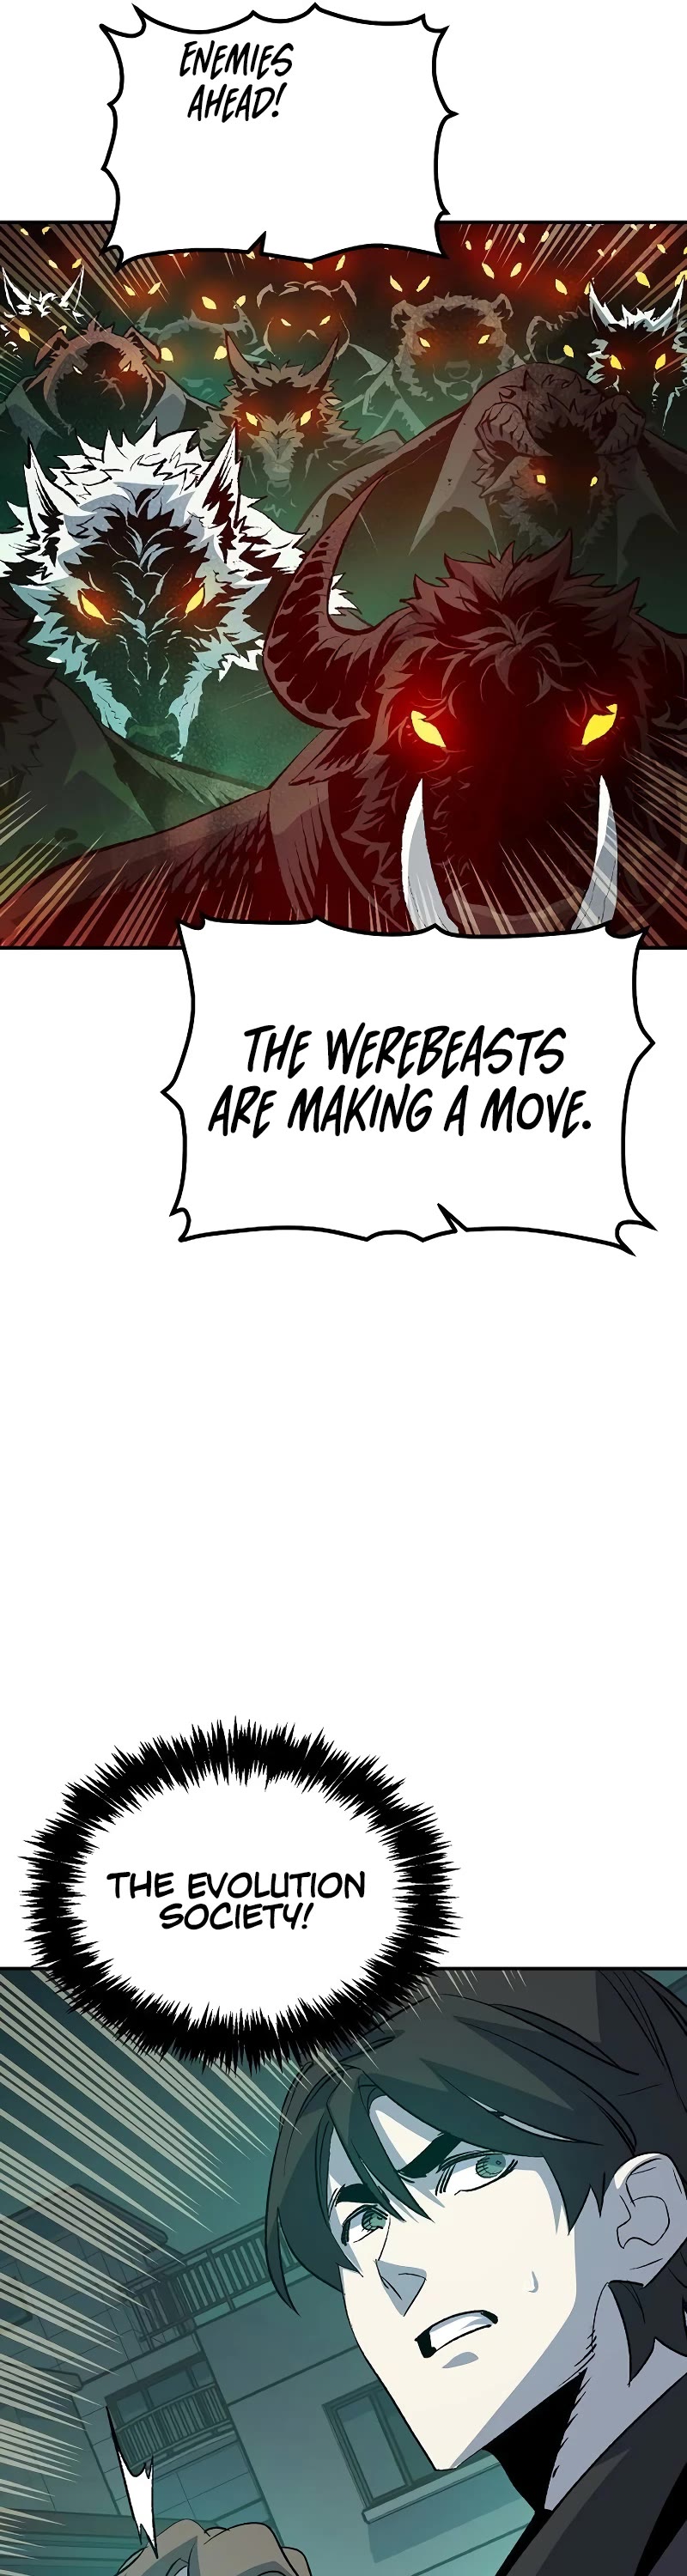 ENEMIES
AHEAD!
THE WEREBEASTS
ARE MAKING A MOVE.
THE EVOLUTION
SOCIETY!